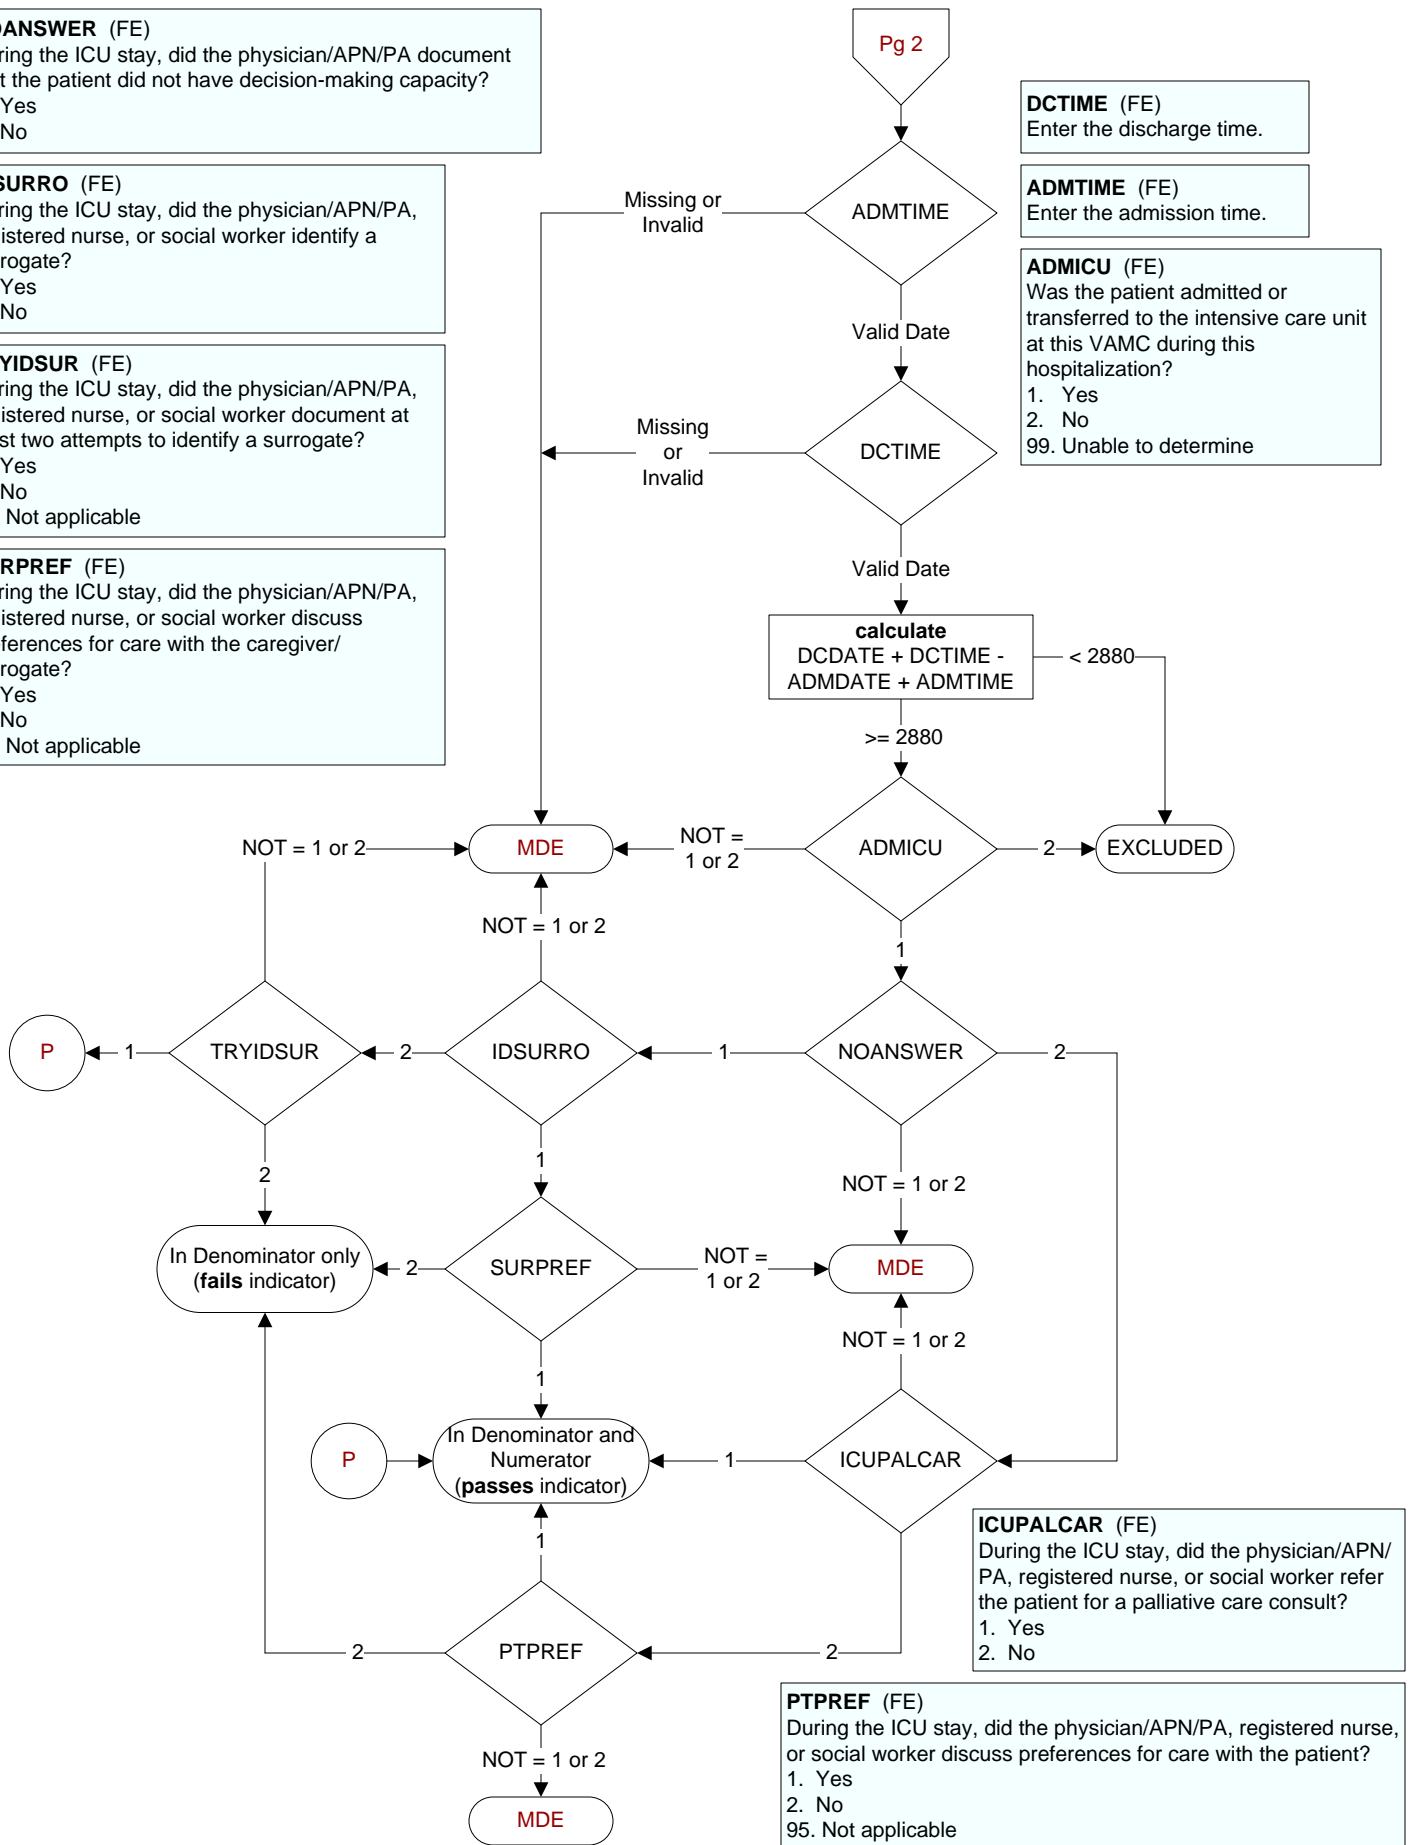 OANSWER (FE)
ring the ICU stay, did the physician/APN/PA document
t the patient did not have decision-making capacity?
Yes
No
SURRO (FE)
ring the ICU stay, did the physician/APN/PA,
istered nurse, or social worker identify a
rogate?
Yes
No
YIDSUR (FE)
ring the ICU stay, did the physician/APN/PA,
istered nurse, or social worker document at
st two attempts to identify a surrogate?
Yes
No
Not applicable
RPREF (FE)
ring the ICU stay, did the physician/APN/PA,
istered nurse, or social worker discuss
ferences for care with the caregiver/
rogate?
Yes
No
Not applicable
Pg 2
DCTIME (FE)
Enter the discharge time.
ADMTIME (FE)
Enter the admission time.
ADMICU (FE)
Was the patient admitted or
transferred to the intensive care unit
at this VAMC during this
hospitalization?
1. Yes
2. No
99. Unable to determine
ADMTIME
Missing or
Invalid
Valid Date
DCTIME
Missing
or
Invalid
Valid Date
calculate
DCDATE + DCTIME -
ADMDATE + ADMTIME
< 2880
>= 2880
NOT = 1 or 2
MDE
NOT =
1 or 2
ADMICU
2
EXCLUDED
NOT = 1 or 2
1
P
1
TRYIDSUR
2
IDSURRO
1
NOANSWER
2
2
1
NOT = 1 or 2
In Denominator only
(fails indicator)
2
SURPREF
NOT =
1 or 2
MDE
NOT = 1 or 2
1
P
In Denominator and
Numerator
(passes indicator)
1
ICUPALCAR
1
ICUPALCAR (FE)
During the ICU stay, did the physician/APN/
PA, registered nurse, or social worker refer
the patient for a palliative care consult?
1. Yes
2. No
2
PTPREF
2
NOT = 1 or 2
MDE
PTPREF (FE)
During the ICU stay, did the physician/APN/PA, registered nurse,
or social worker discuss preferences for care with the patient?
1. Yes
2. No
95. Not applicable